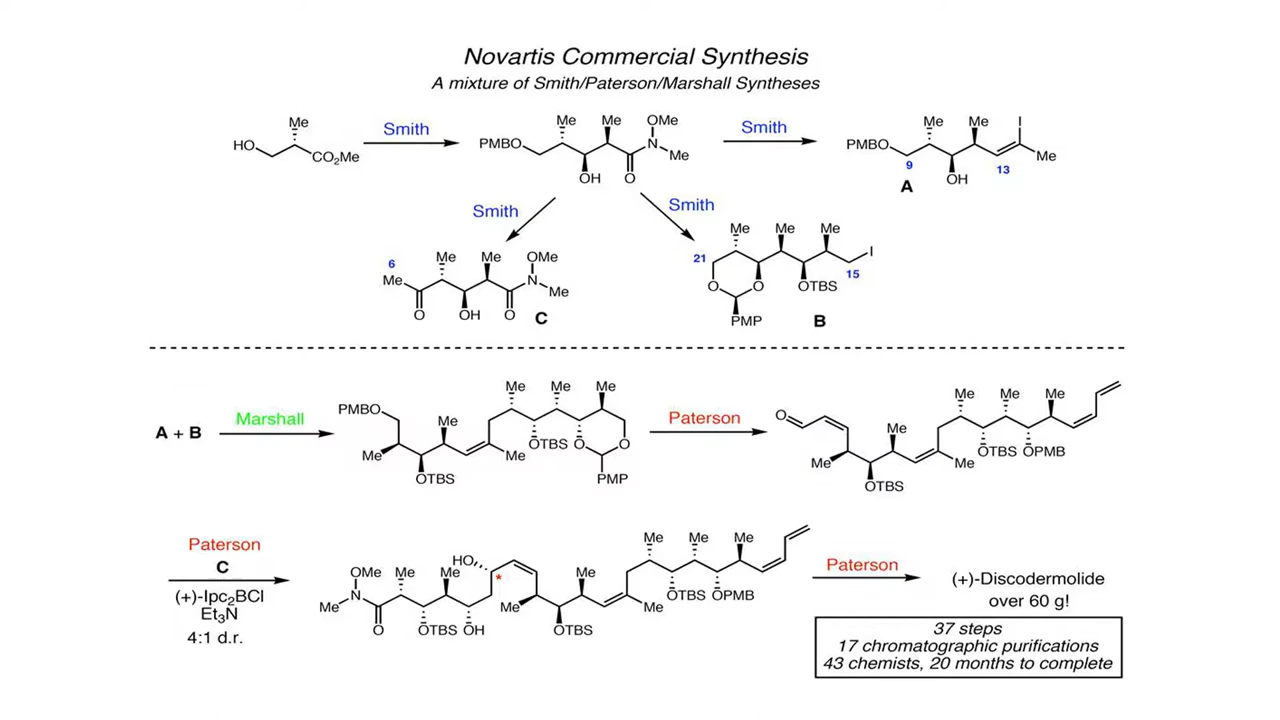 Novartis Commercial Synthesis
A mixture of Smith/Paterson/Marshall Syntheses
HO
Me
CO2Me
Smith
PMBO
Me
Me
OMe
N
Me
OH
O
Smith
PMBO
Me
Me
I
Me
9
13
OH
A
Smith
Smith
6
Me
Me
Me
OMe
N
Me
O
OH
O
C
21
Me
Me
Me
I
15
O
O
OTBS
PMP
B
A + B
Marshall
PMBO
Me
Me
Me
Me
Me
Me
OTBS
OTBS
O
O
PMP
Paterson
O
Me
Me
Me
Me
Me
Me
OTBS
OTBS
OPMB
Paterson
C
(+)-Ipc2BCl
Et3N
4:1 d.r.
OMe
N
Me
O
Me
Me
OTBS
OH
HO
*
Me
Me
OTBS
Me
Me
Me
Me
OTBS
OPMB
Paterson
(+)-Discodermolide
over 60 g!
37 steps
17 chromatographic purifications
43 chemists, 20 months to complete